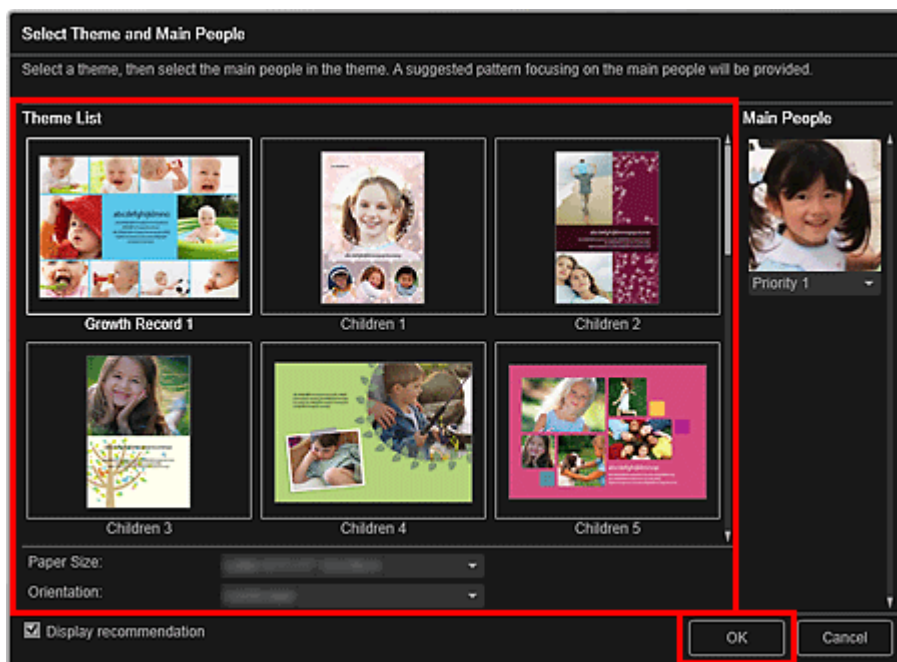 Select Theme and Main People
Select a theme, then select the main people in the theme. A suggested pattern focusing on the main people will be provided.
Theme List
Main People
Growth Record 1
Children 1
Children 2
Priority 1
Children 3
Children 4
Children 5
Paper Size:
Orientation:
Display recommendation
OK
Cancel